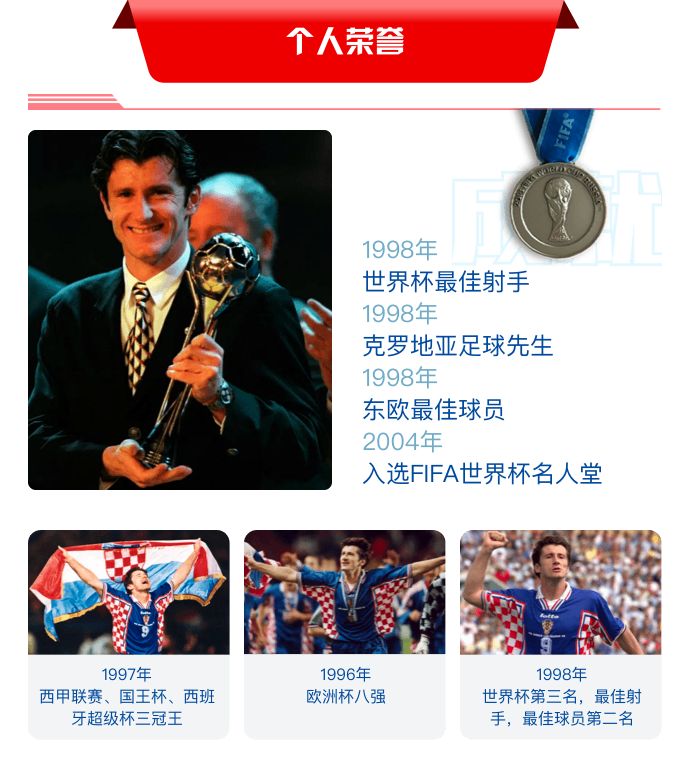 个人荣誉
FIFA
成就
1998年
世界杯最佳射手
1998年
克罗地亚足球先生
1998年
东欧最佳球员
2004年
入选FIFA世界杯名人堂
1997年
西甲联赛、国王杯、西班
牙超级杯三冠王
1996年
欧洲杯八强
1998年
世界杯第三名，最佳射
手，最佳球员第二名
lotto
9